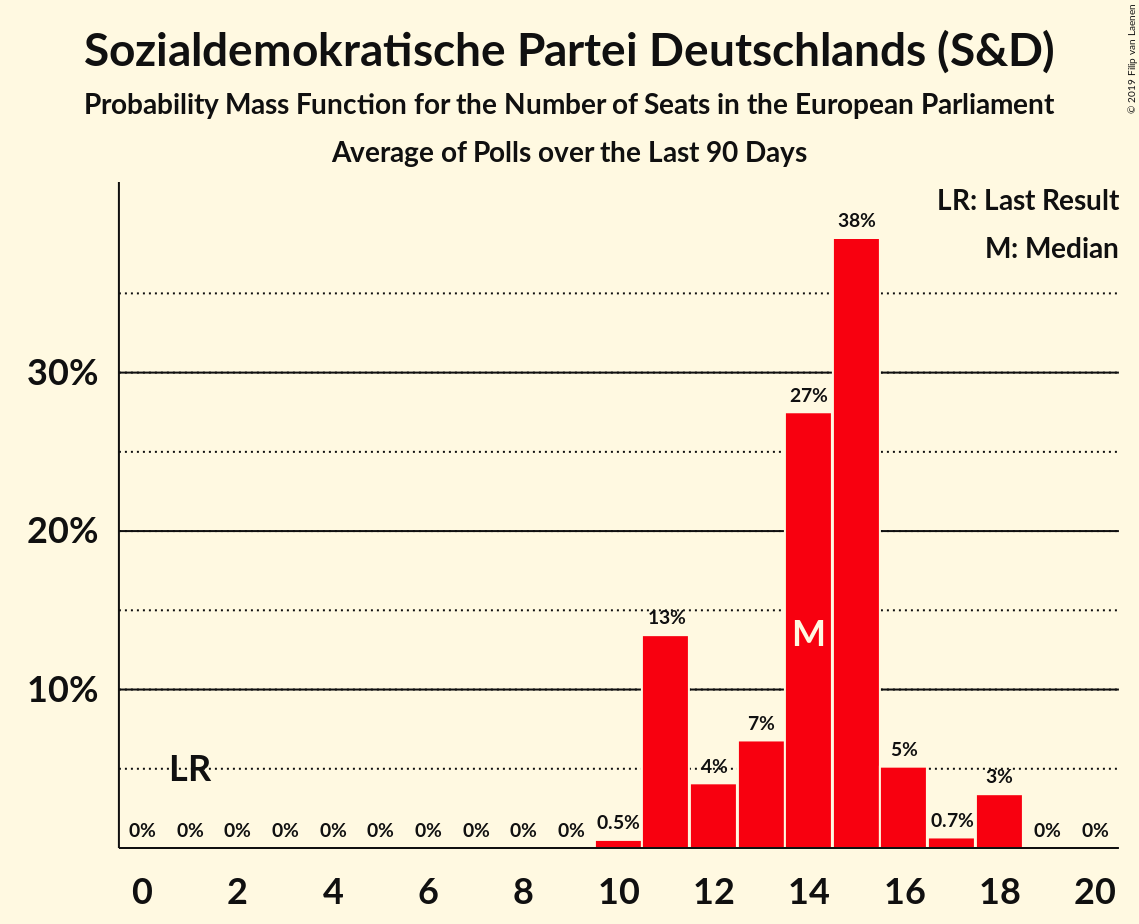 Sozialdemokratische Partei Deutschlands (S&D)
Probability Mass Function for the Number of Seats in the European Parliament
Average of Polls over the Last 90 Days
© 2019 Filip van Laenen
LR: Last Result
M: Median
38%
30%
27%
20%
13%
M
10%
7%
5%
4%
3%
LR
0% 0% 0% 0% 0% 0% 0% 0% 0% 0% 0.5% 0.7% 0% 0%
0 2 4 6 8 10 12 14 16 18 20